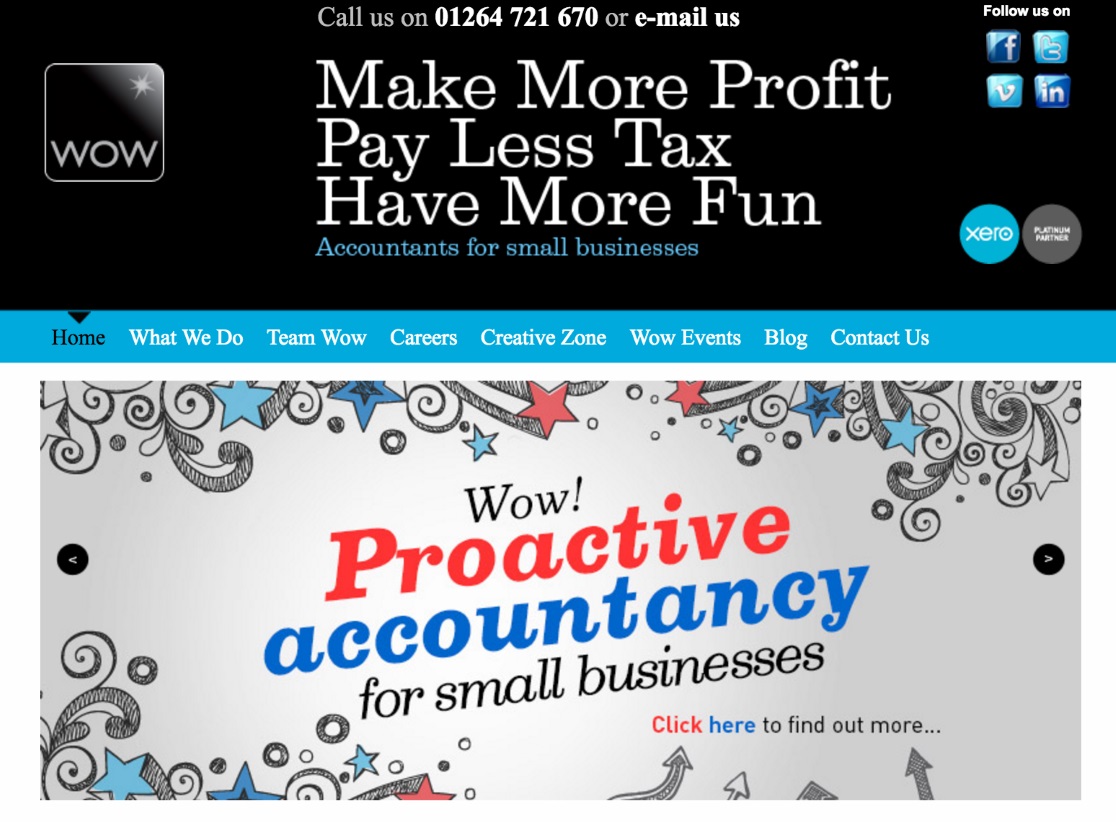 Call us on 01264 721 670 or e-mail us
Follow us on
f
t
v
in
WOW
Make More Profit
Pay Less Tax
Have More Fun
Accountants for small businesses
xero
PLATINUM
PARTNER
Home What We Do Team Wow Careers Creative Zone Wow Events Blog Contact Us
Wow!
Proactive
accountancy
for small businesses
< >
Click here to find out more...